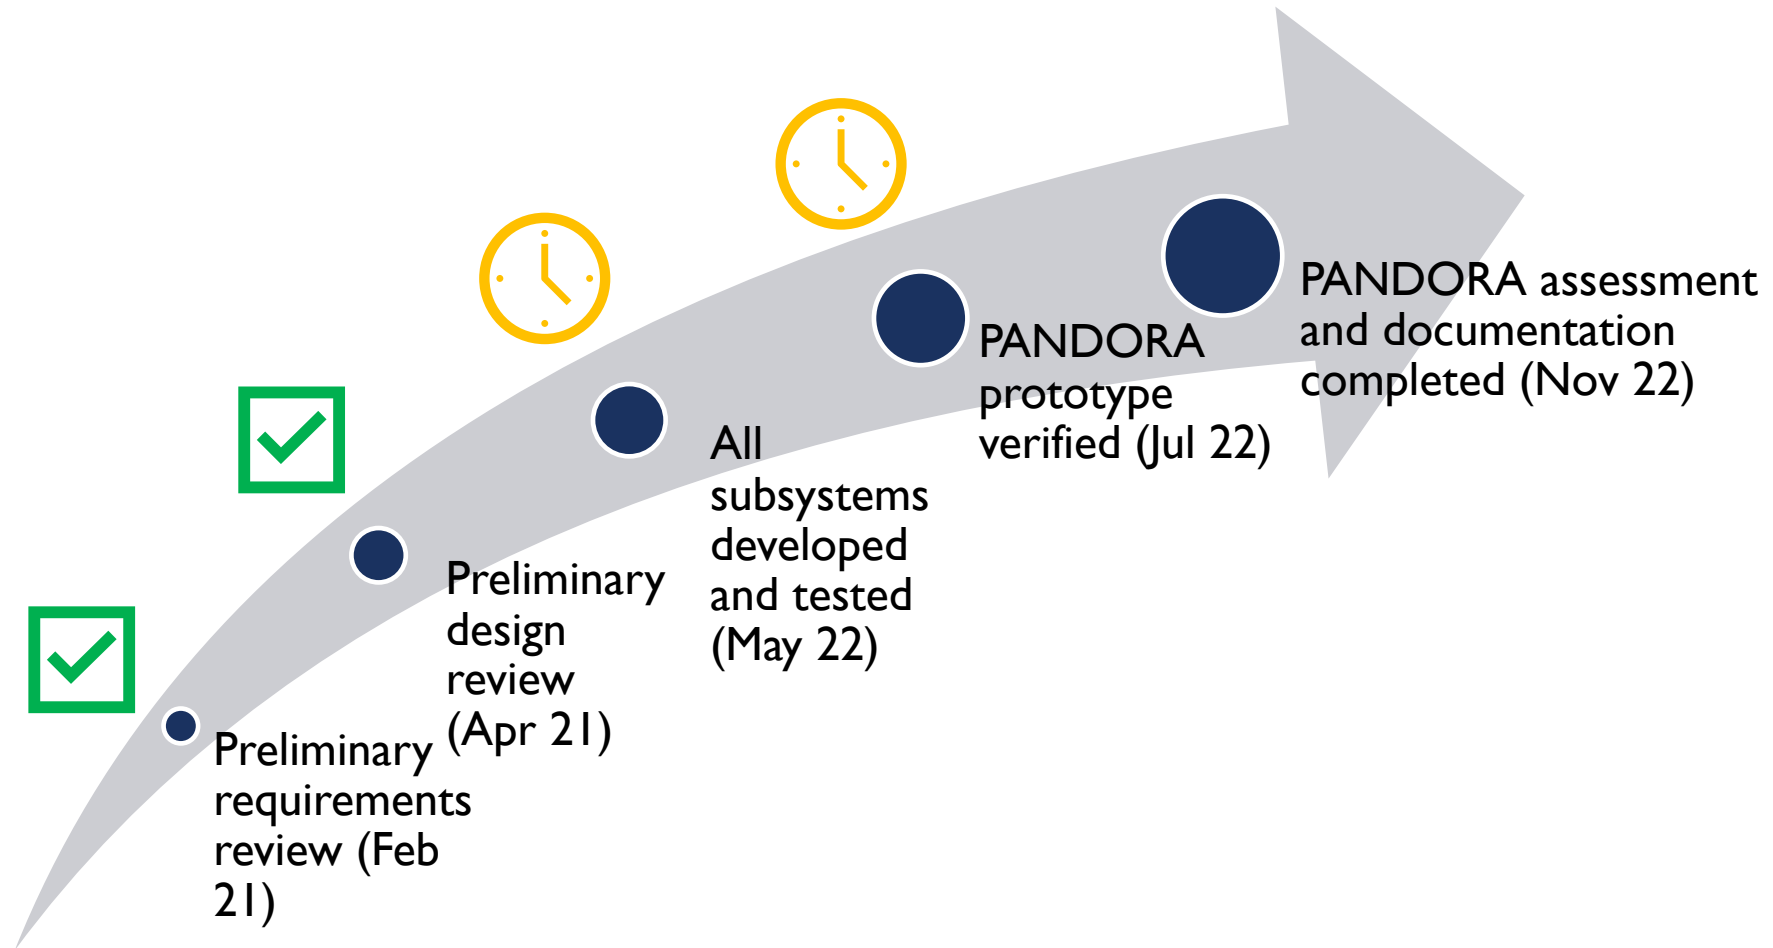 Preliminary
requirements
review (Feb
21)
Preliminary
design
review
(Apr 21)
All
subsystems
developed
and tested
(May 22)
PANDORA
prototype
verified (Jul 22)
PANDORA assessment
and documentation
completed (Nov 22)